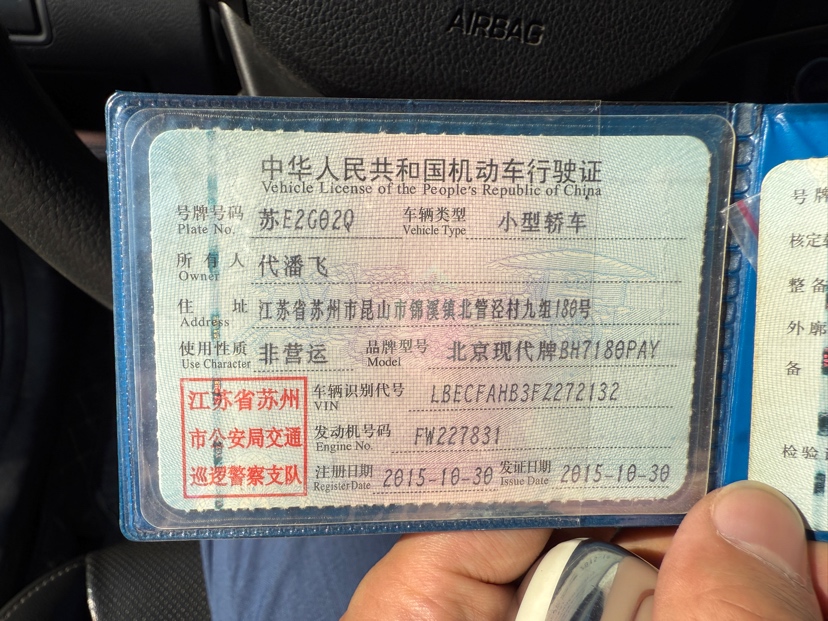 AIRBAG
中华人民共和国机动车行驶证
Vehicle License of the People's Republic of China
号牌号码 苏E2G02Q 车辆类型 小型轿车
Plate No. Vehicle Type
所有人 代潘飞
Owner
住址 江苏省苏州市昆山市锦溪镇北管泾村九组180号
Address
使用性质 非营运 品牌型号 北京现代牌BH7180PAY
Use Character Model
江苏省苏州
市公安局交通
巡逻警察支队
车辆识别代号 LBECFAHB3FZ272132
VIN
发动机号码 FW227831
Engine No.
注册日期 2015-10-30 发证日期 2015-10-30
Register Date Issue Date
号牌
核定
整备
外廓
备
检验